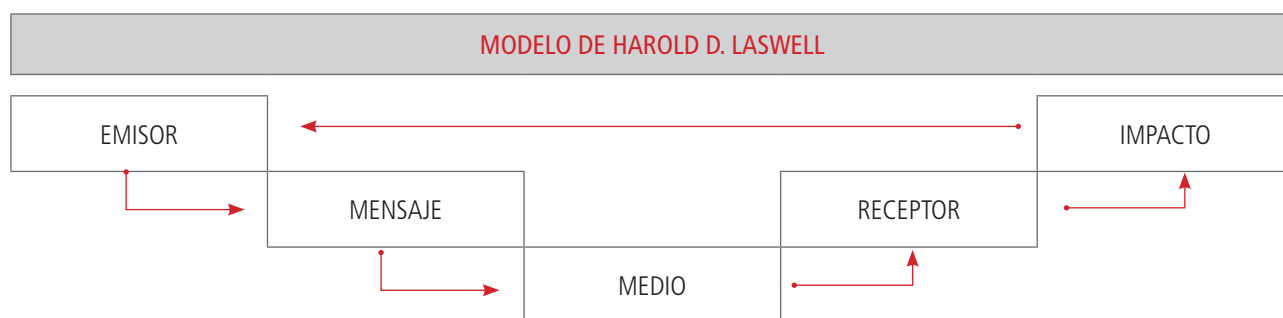 MODELO DE HAROLD D. LASWELL
EMISOR
IMPACTO
MENSAJE
RECEPTOR
MEDIO